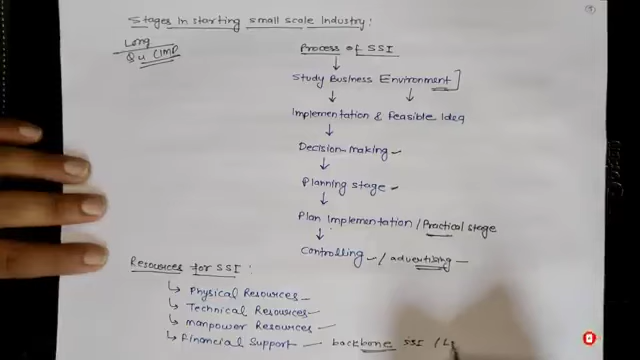 Stages in starting small scale Industry:
Long
Qu (IMP)
Process of SSI
Study Business Environment
Implementation & feasible Idea
Decision-making
Planning stage
Plan Implementation / Practical stage
Controlling / advertising
Resources for SSI:
Physical Resources
Technical Resources
manpower Resources
financial Support — backbone SSI /